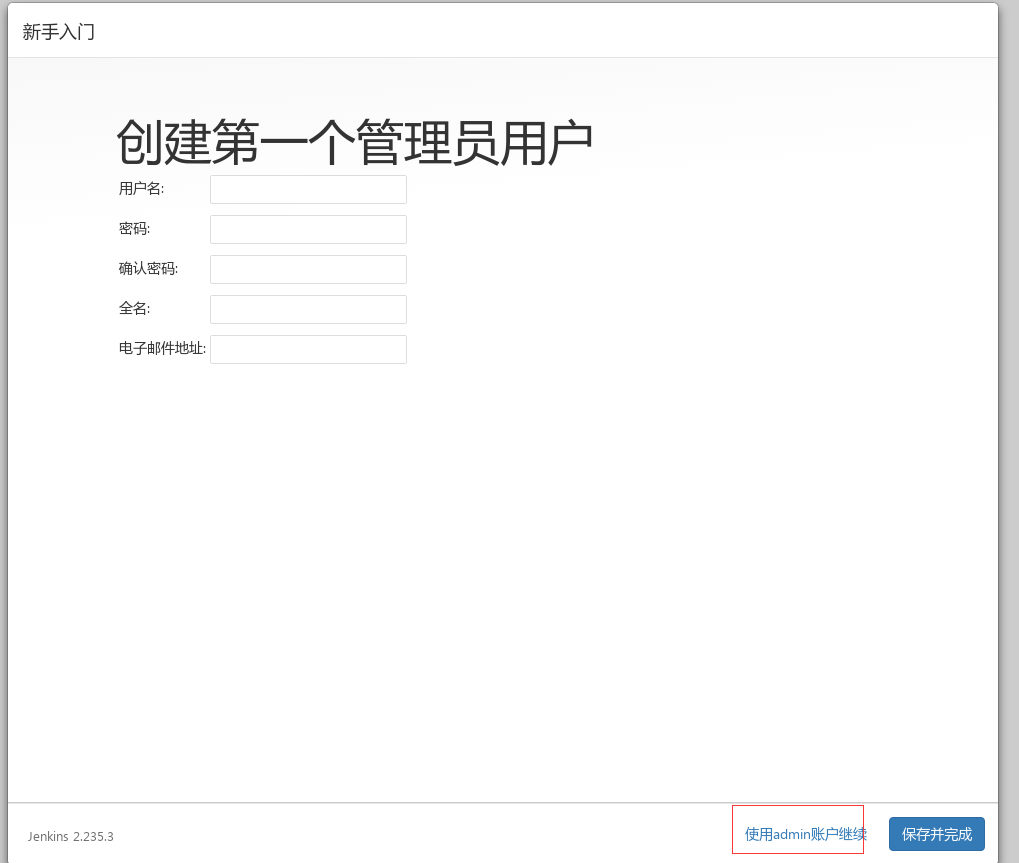 新手入门
创建第一个管理员用户
用户名:
密码:
确认密码:
全名:
电子邮件地址:
Jenkins 2.235.3
使用admin账户继续
保存并完成